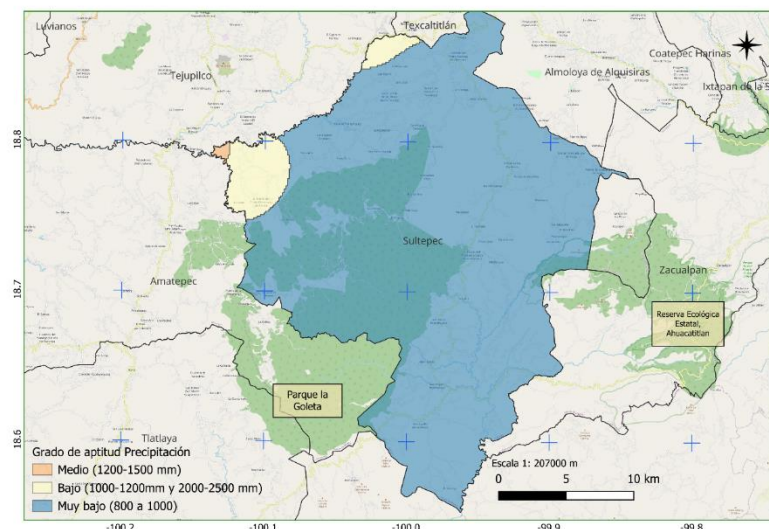 Luvianos
Texcaltitlán
Tejupilco
Almoloya de Alquisiras
Coatepec Harinas
Ixtapan de la S
18.8
Sultepec
Amatepec
Zacualpan
18.7
Reserva Ecológica
Estatal,
Ahuacatitlan
Parque la
Goleta
Tlatlaya
18.6
Grado de aptitud Precipitación
Medio (1200-1500 mm)
Bajo (1000-1200mm y 2000-2500 mm)
Muy bajo (800 a 1000)
Escala 1: 207000 m
0 5 10 km
-100.2 -100.1 -100.0 -99.9 -99.8